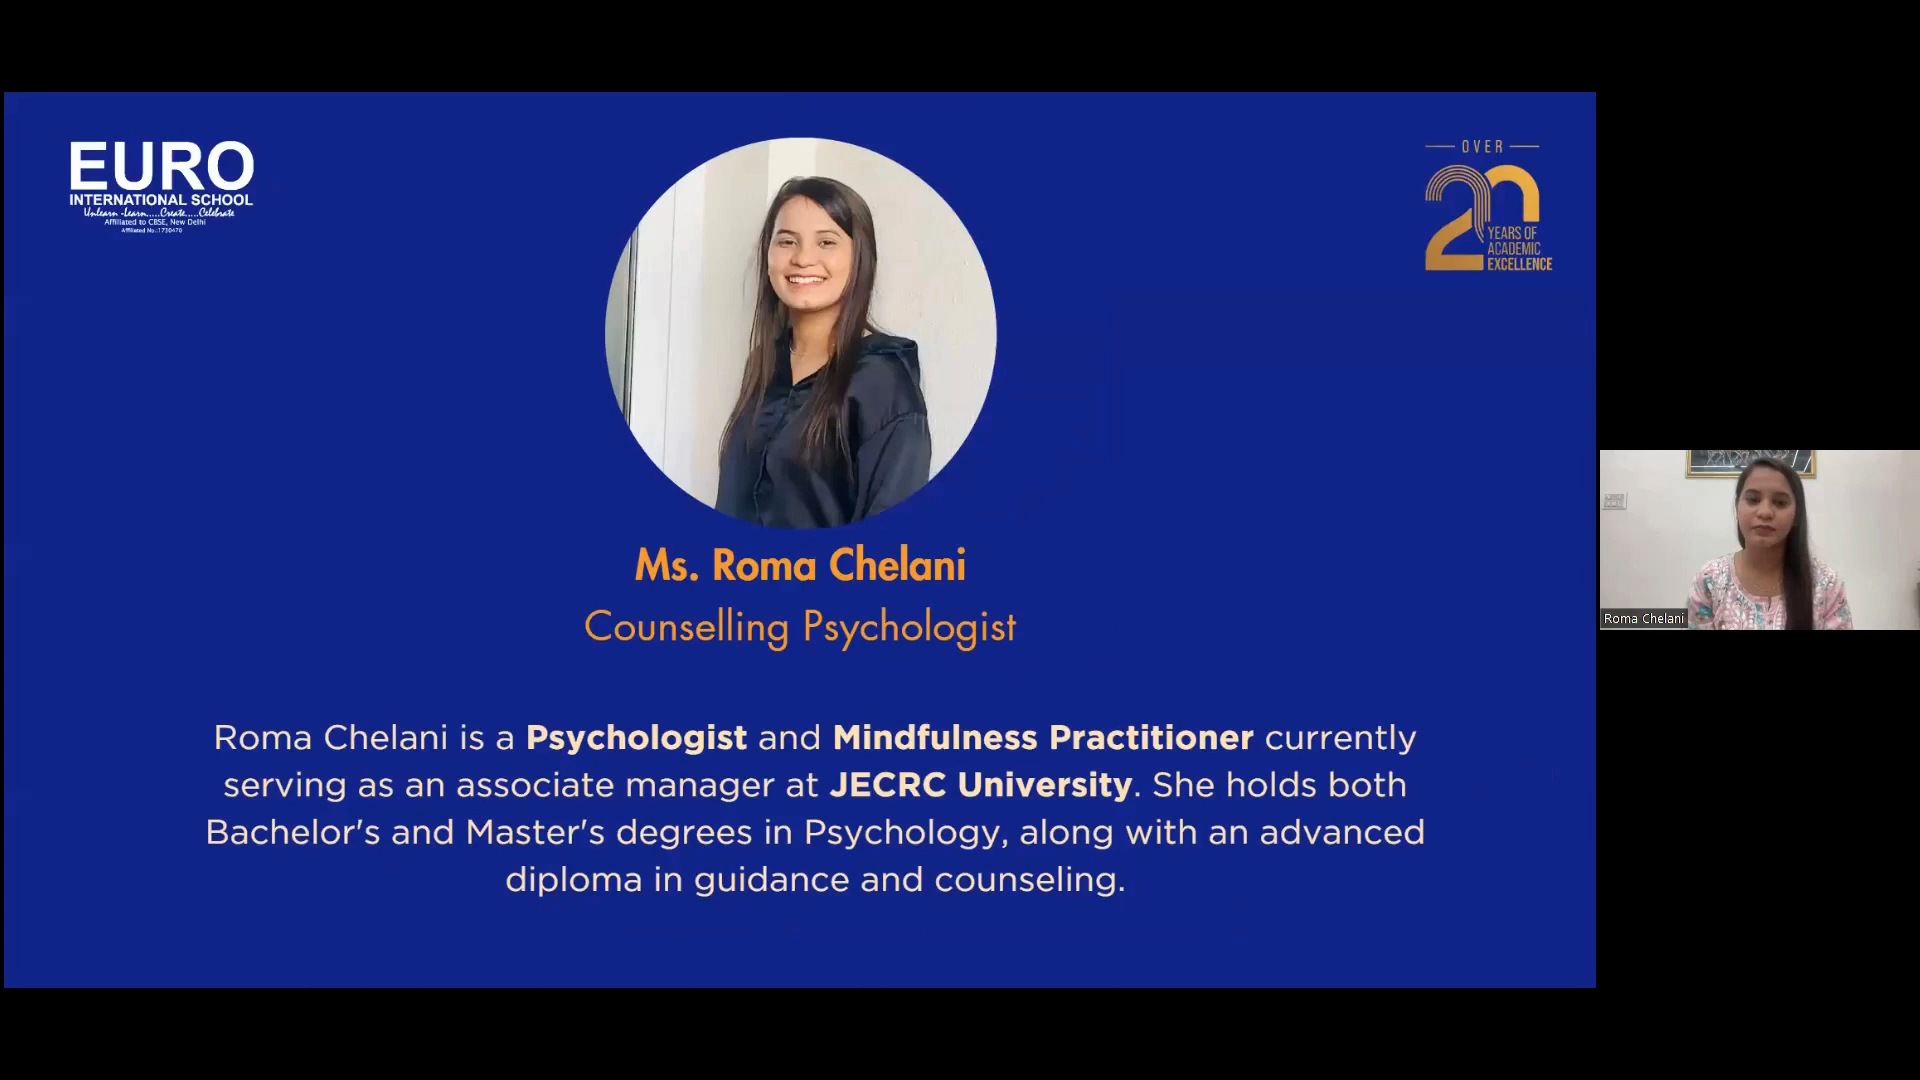 EURO
INTERNATIONAL SCHOOL
Unlearn -Learn.....Create.....Celebrate
Affiliated to CBSE, New Delhi
Affiliated No.:1730470
OVER
20
YEARS OF
ACADEMIC
EXCELLENCE
Ms. Roma Chelani
Counselling Psychologist
Roma Chelani is a Psychologist and Mindfulness Practitioner currently
serving as an associate manager at JECRC University. She holds both
Bachelor's and Master's degrees in Psychology, along with an advanced
diploma in guidance and counseling.
Roma Chelani